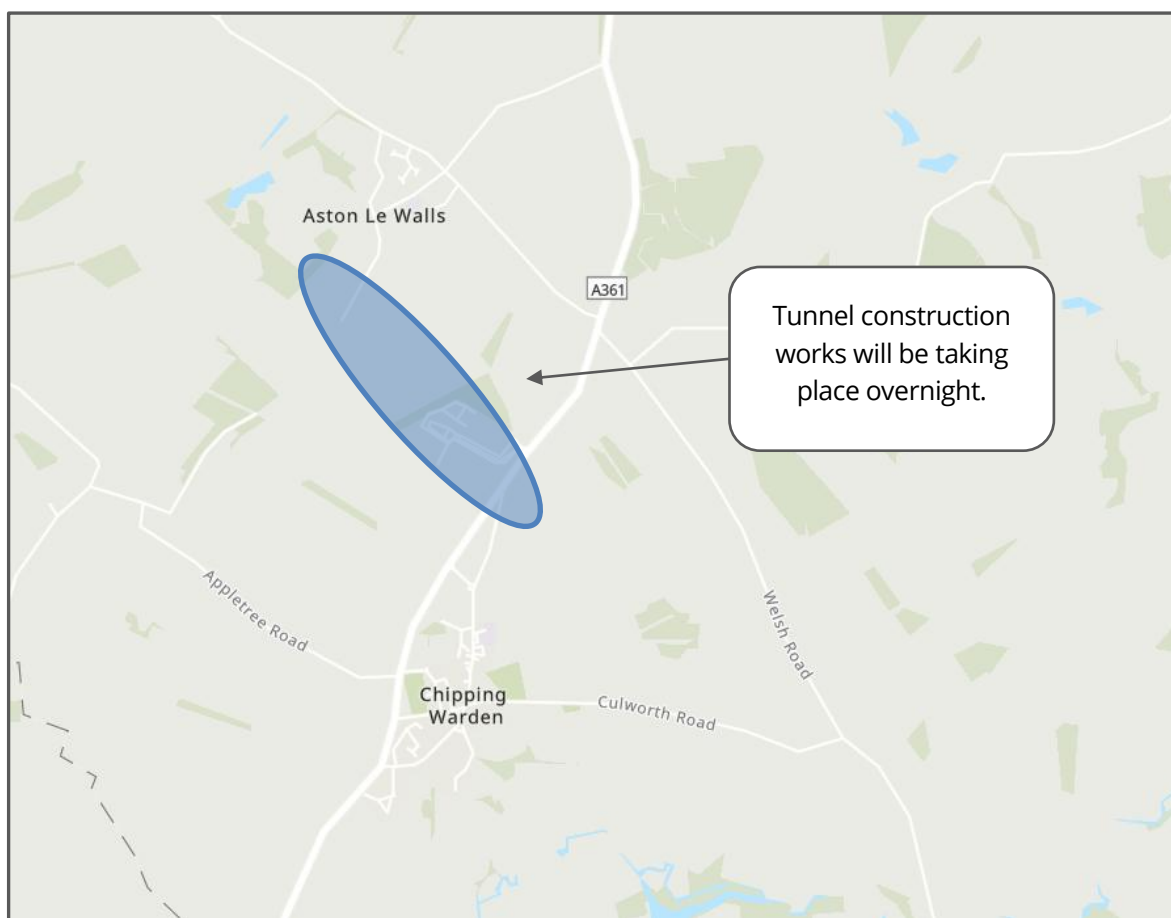 Aston Le Walls
A361
Tunnel construction
works will be taking
place overnight.
Appletree Road
Welsh Road
Chipping
Warden
Culworth Road